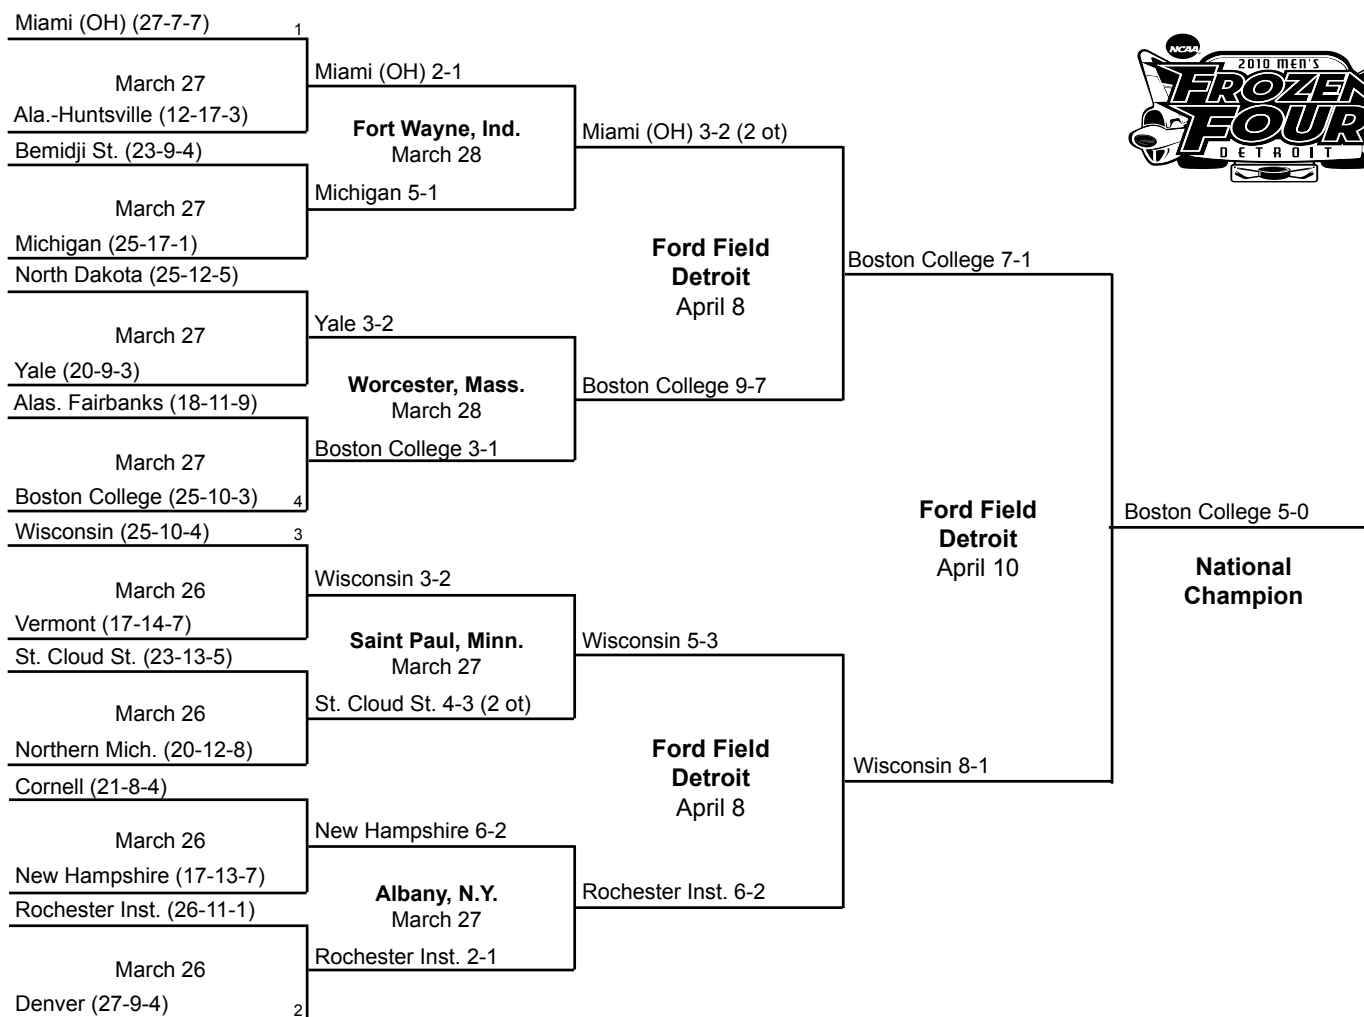 Miami (OH) (27-7-7)
1
March 27
Ala.-Huntsville (12-17-3)
Bemidji St. (23-9-4)
March 27
Michigan (25-17-1)
North Dakota (25-12-5)
March 27
Yale (20-9-3)
Alas. Fairbanks (18-11-9)
March 27
Boston College (25-10-3)
4
Wisconsin (25-10-4)
3
March 26
Vermont (17-14-7)
St. Cloud St. (23-13-5)
March 26
Northern Mich. (20-12-8)
Cornell (21-8-4)
March 26
New Hampshire (17-13-7)
Rochester Inst. (26-11-1)
March 26
Denver (27-9-4)
2
Miami (OH) 2-1
Fort Wayne, Ind.
March 28
Michigan 5-1
Yale 3-2
Worcester, Mass.
March 28
Boston College 3-1
Wisconsin 3-2
Saint Paul, Minn.
March 27
St. Cloud St. 4-3 (2 ot)
New Hampshire 6-2
Albany, N.Y.
March 27
Rochester Inst. 2-1
Miami (OH) 3-2 (2 ot)
Ford Field
Detroit
April 8
Boston College 9-7
Wisconsin 5-3
Ford Field
Detroit
April 8
Rochester Inst. 6-2
Boston College 7-1
Ford Field
Detroit
April 10
Wisconsin 8-1
Boston College 5-0
National
Champion
NCAA
2010 MEN'S
FROZEN
FOUR
DETROIT